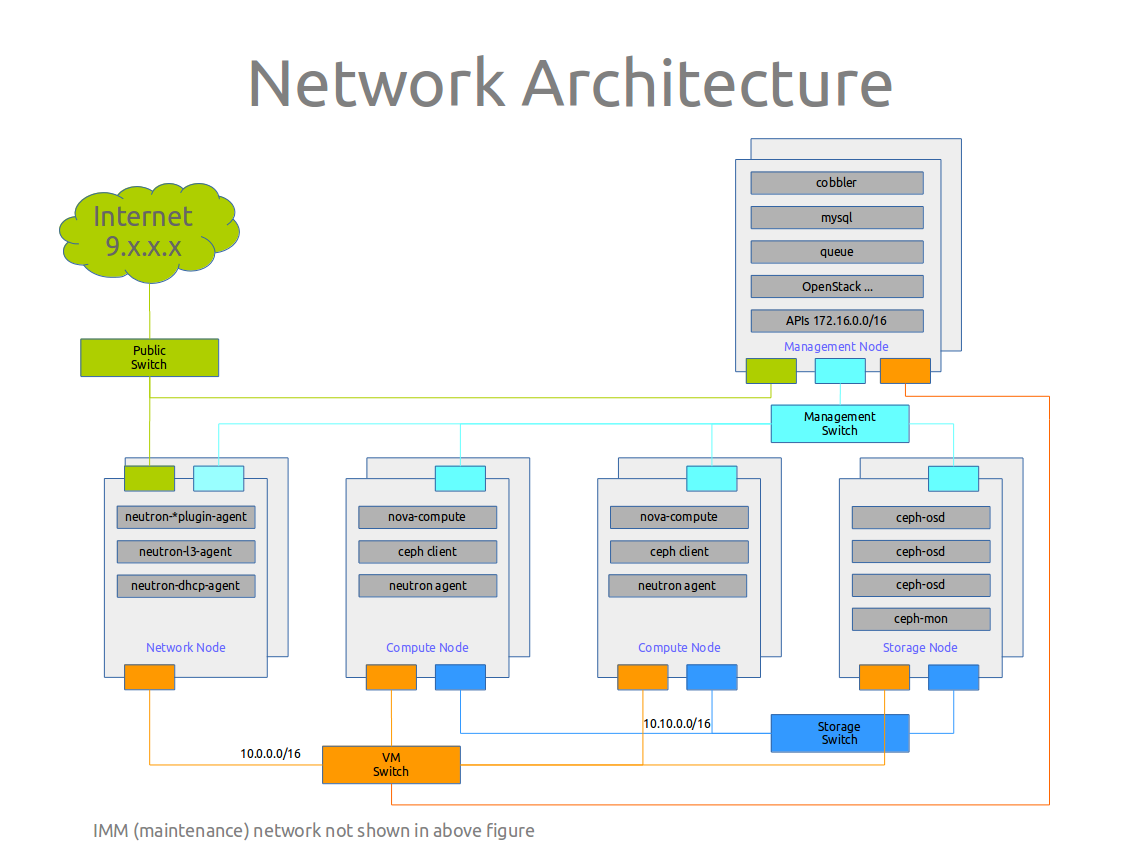 Network Architecture
Internet
9.x.x.x
Public
Switch
cobbler
mysql
queue
OpenStack ...
APIs 172.16.0.0/16
Management Node
Management
Switch
neutron-*plugin-agent
neutron-l3-agent
neutron-dhcp-agent
Network Node
nova-compute
ceph client
neutron agent
Compute Node
nova-compute
ceph client
neutron agent
Compute Node
ceph-osd
ceph-osd
ceph-osd
ceph-mon
Storage Node
10.10.0.0/16
Storage
Switch
10.0.0.0/16
VM
Switch
IMM (maintenance) network not shown in above figure